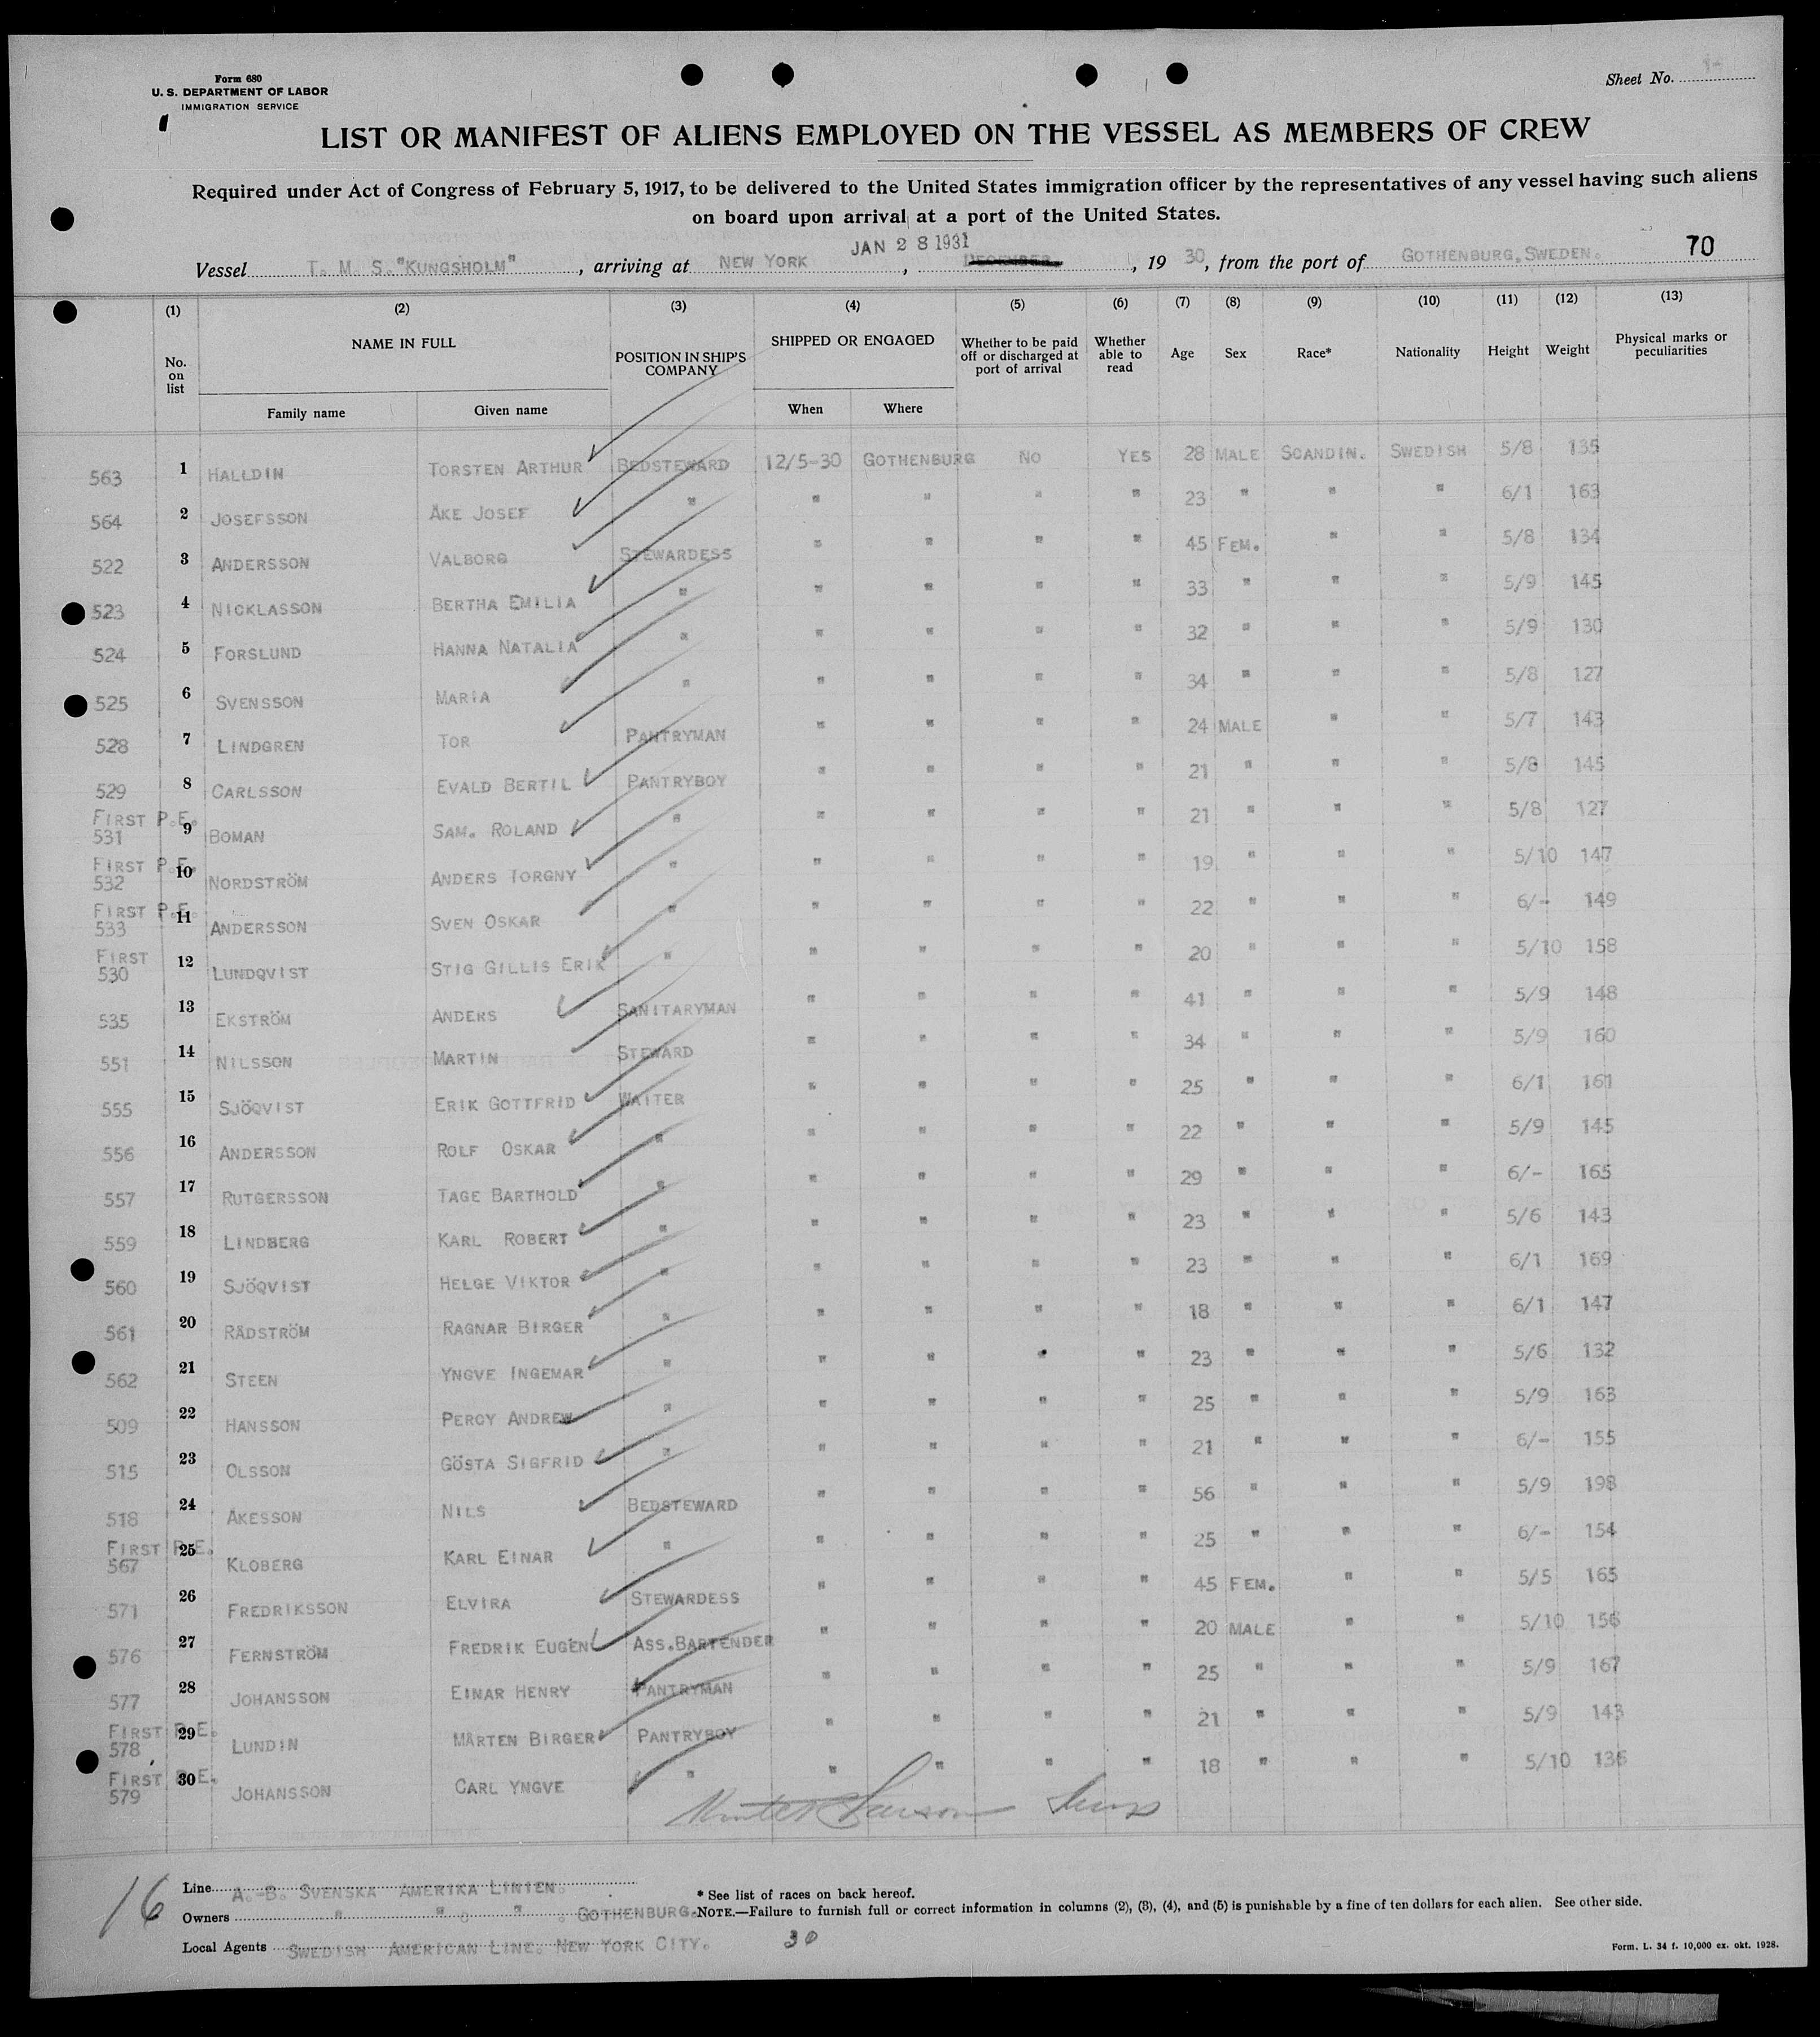 Form 680
U. S. DEPARTMENT OF LABOR
IMMIGRATION SERVICE
Sheet No.
LIST OR MANIFEST OF ALIENS EMPLOYED ON THE VESSEL AS MEMBERS OF CREW
Required under Act of Congress of February 5, 1917, to be delivered to the United States immigration officer by the representatives of any vessel having such aliens
on board upon arrival at a port of the United States.
JAN 28 1931
70
Vessel T. M. S. "KUNGSHOLM", arriving at NEW YORK, DECEMBER, 1930, from the port of GOTHENBURG, SWEDEN.
(1) (2) (3) (4) (5) (6) (7) (8) (9) (10) (11) (12) (13)
No. on list NAME IN FULL POSITION IN SHIP'S COMPANY SHIPPED OR ENGAGED Whether to be paid off or discharged at port of arrival Whether able to read Age Sex Race* Nationality Height Weight Physical marks or peculiarities
Family name Given name When Where
563 1 HALLDIN TORSTEN ARTHUR BEDSTEWARD 12/5-30 GOTHENBURG NO YES 28 MALE SCANDIN. SWEDISH 5/8 135
564 2 JOSEFSSON ÅKE JOSEF " " " " " 23 " " " 6/1 163
522 3 ANDERSSON VALBORG STEWARDESS " " " " 45 FEM. " " 5/8 134
523 4 NICKLASSON BERTHA EMILIA " " " " " 33 " " " 5/9 145
524 5 FORSLUND HANNA NATALIA " " " " " 32 " " " 5/9 130
525 6 SVENSSON MARIA " " " " " 34 " " " 5/8 127
528 7 LINDGREN TOR PANTRYMAN " " " " 24 MALE " " 5/7 143
529 8 CARLSSON EVALD BERTIL PANTRYBOY " " " " 21 " " " 5/8 145
FIRST P.E.
531 9 BOMAN SAM. ROLAND " " " " " 21 " " " 5/8 127
FIRST P.E.
532 10 NORDSTRÖM ANDERS TORGNY " " " " " 19 " " " 5/10 147
FIRST P.E.
533 11 ANDERSSON SVEN OSKAR " " " " " 22 " " " 6/- 149
FIRST
530 12 LUNDQVIST STIG GILLIS ERIK " " " " " 20 " " " 5/10 158
535 13 EKSTRÖM ANDERS SANITARYMAN " " " " 41 " " " 5/9 148
551 14 NILSSON MARTIN STEWARD " " " " 34 " " " 5/9 160
555 15 SJÖQVIST ERIK GOTTFRID WAITER " " " " 25 " " " 6/1 161
556 16 ANDERSSON ROLF OSKAR " " " " " 22 " " " 5/9 145
557 17 RUTGERSSON TAGE BARTHOLD " " " " " 29 " " " 6/- 165
559 18 LINDBERG KARL ROBERT " " " " " 23 " " " 5/6 143
560 19 SJÖQVIST HELGE VIKTOR " " " " " 23 " " " 6/1 169
561 20 RÅDSTRÖM RAGNAR BIRGER " " " " " 18 " " " 6/1 147
562 21 STEEN YNGVE INGEMAR " " " " " 23 " " " 5/6 132
509 22 HANSSON PERCY ANDREW " " " " " 25 " " " 5/9 163
515 23 OLSSON GÖSTA SIGFRID " " " " " 21 " " " 6/- 155
518 24 ÅKESSON NILS BEDSTEWARD " " " " 56 " " " 5/9 198
FIRST P.E.
567 25 KLOBERG KARL EINAR " " " " " 25 " " " 6/- 154
571 26 FREDRIKSSON ELVIRA STEWARDESS " " " " 45 FEM. " " 5/5 165
576 27 FERNSTRÖM FREDRIK EUGEN ASS.BARTENDER " " " " 20 MALE " " 5/10 156
577 28 JOHANSSON EINAR HENRY PANTRYMAN " " " " 25 " " " 5/9 167
FIRST P.E.
578 29 LUNDIN MÅRTEN BIRGER PANTRYBOY " " " " 21 " " " 5/9 143
FIRST P.E.
579 30 JOHANSSON CARL YNGVE " " " " " 18 " " " 5/10 136
16
Line A.-B. SVENSKA AMERIKA LINIEN.
* See list of races on back hereof.
Owners " " " . GOTHENBURG.
NOTE.—Failure to furnish full or correct information in columns (2), (3), (4), and (5) is punishable by a fine of ten dollars for each alien. See other side.
Local Agents SWEDISH AMERICAN LINE. NEW YORK CITY.
30
Form. L. 34 f. 10,000 ex. okt. 1928.